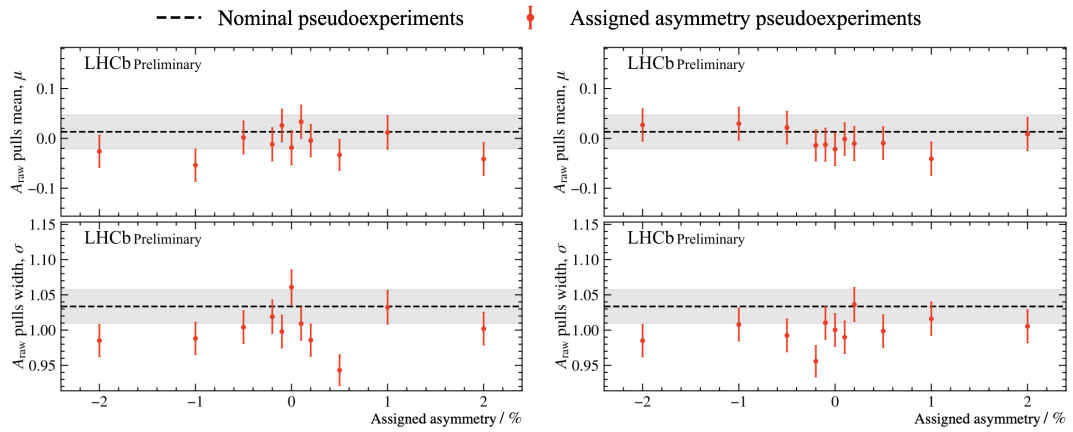 Nominal pseudoexperiments
Assigned asymmetry pseudoexperiments
LHCb Preliminary
A_raw pulls mean, μ
0.1
0.0
−0.1
LHCb Preliminary
A_raw pulls mean, μ
0.1
0.0
−0.1
LHCb Preliminary
A_raw pulls width, σ
1.15
1.10
1.05
1.00
0.95
−2 −1 0 1 2
Assigned asymmetry / %
LHCb Preliminary
A_raw pulls width, σ
1.15
1.10
1.05
1.00
0.95
−2 −1 0 1 2
Assigned asymmetry / %